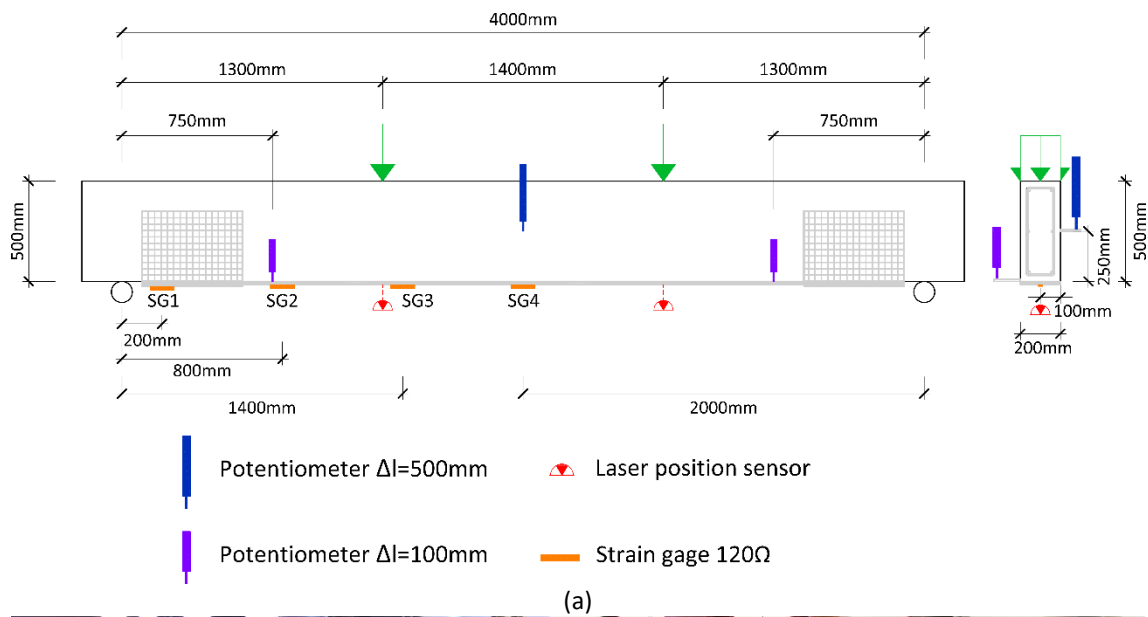 4000mm
1300mm 1400mm 1300mm
750mm 750mm
500mm 250mm 500mm
SG1 SG2 SG3 SG4
100mm
200mm 200mm
800mm
1400mm 2000mm
Potentiometer Δl=500mm Laser position sensor
Potentiometer Δl=100mm Strain gage 120Ω
(a)